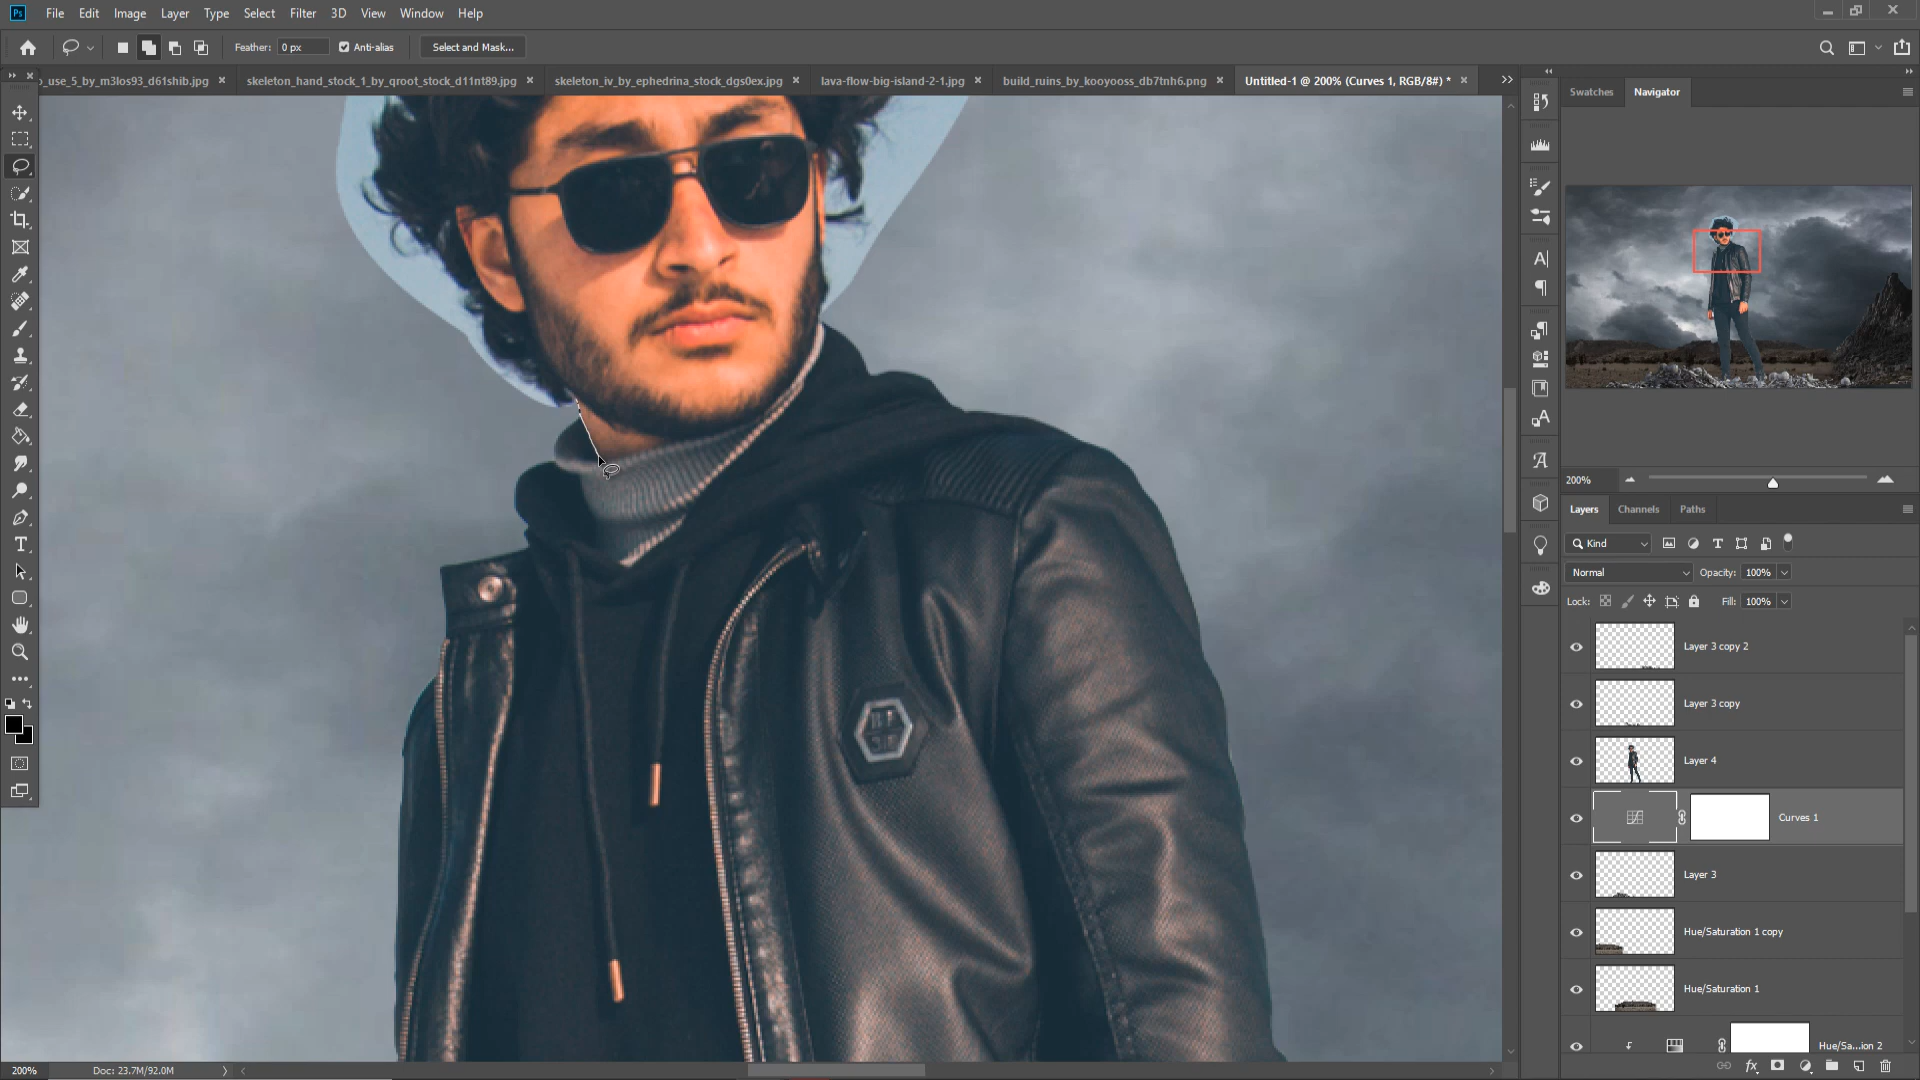 Ps File Edit Image Layer Type Select Filter 3D View Window Help
Feather: 0 px Anti-alias Select and Mask...
_use_5_by_m3los93_d61shib.jpg × skeleton_hand_stock_1_by_qroot_stock_d11nt89.jpg × skeleton_iv_by_ephedrina_stock_dgs0ex.jpg × lava-flow-big-island-2-1.jpg × build_ruins_by_kooyooss_db7tnh6.png × Untitled-1 @ 200% (Curves 1, RGB/8#) * ×
Swatches Navigator
200%
Layers Channels Paths
Kind
Normal Opacity: 100%
Lock: Fill: 100%
Layer 3 copy 2
Layer 3 copy
Layer 4
Curves 1
Layer 3
Hue/Saturation 1 copy
Hue/Saturation 1
Hue/Sa...ion 2
200% Doc: 23.7M/92.0M